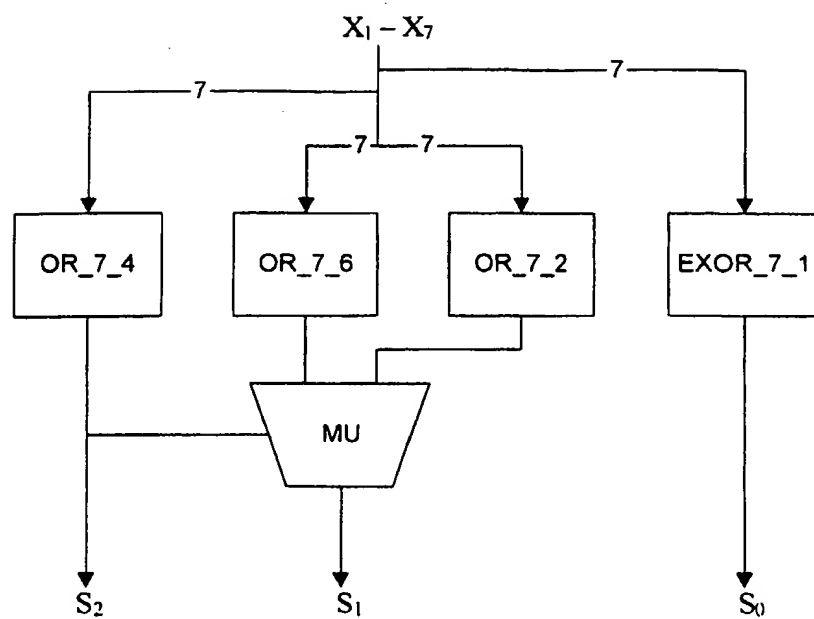 X₁ – X₇
7
7
7 7
OR_7_4 OR_7_6 OR_7_2 EXOR_7_1
MU
S₂ S₁ S₀